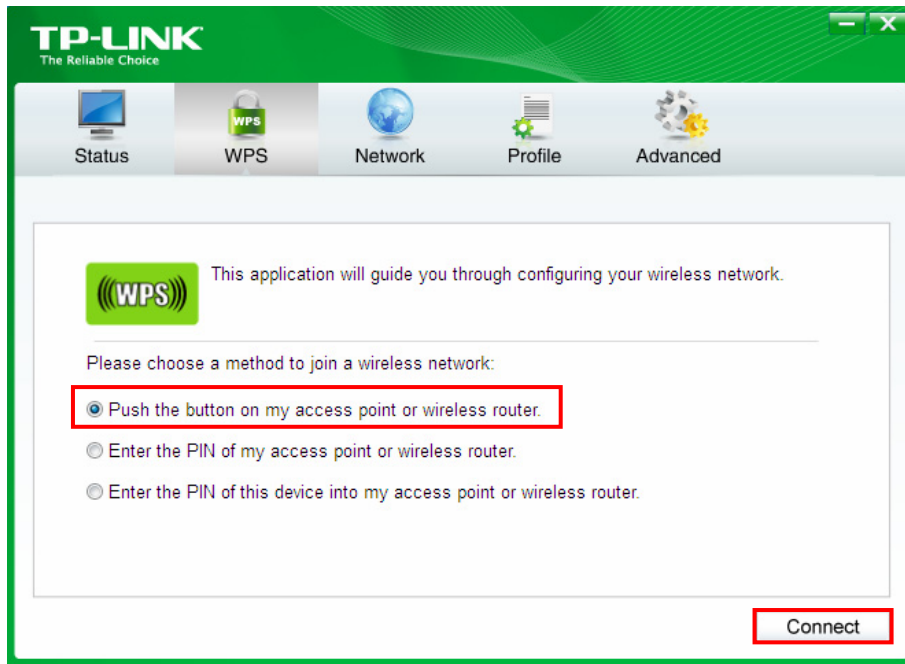 TP-LINK
The Reliable Choice
WPS
Status
WPS
Network
Profile
Advanced
(((WPS)))
This application will guide you through configuring your wireless network.
Please choose a method to join a wireless network:
Push the button on my access point or wireless router.
Enter the PIN of my access point or wireless router.
Enter the PIN of this device into my access point or wireless router.
Connect